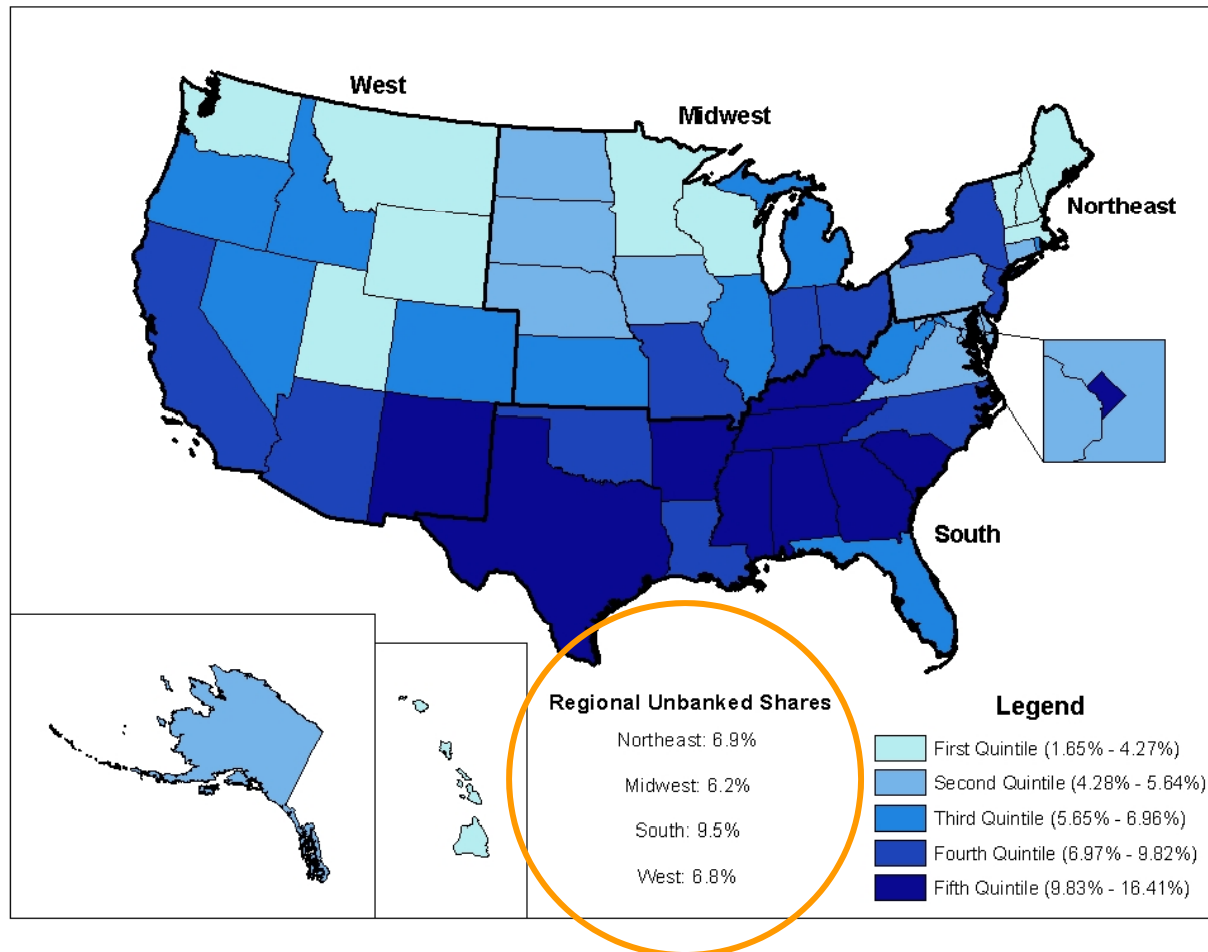 West
Midwest
Northeast
South
Regional Unbanked Shares
Northeast: 6.9%
Midwest: 6.2%
South: 9.5%
West: 6.8%
Legend
First Quintile (1.65% - 4.27%)
Second Quintile (4.28% - 5.64%)
Third Quintile (5.65% - 6.96%)
Fourth Quintile (6.97% - 9.82%)
Fifth Quintile (9.83% - 16.41%)